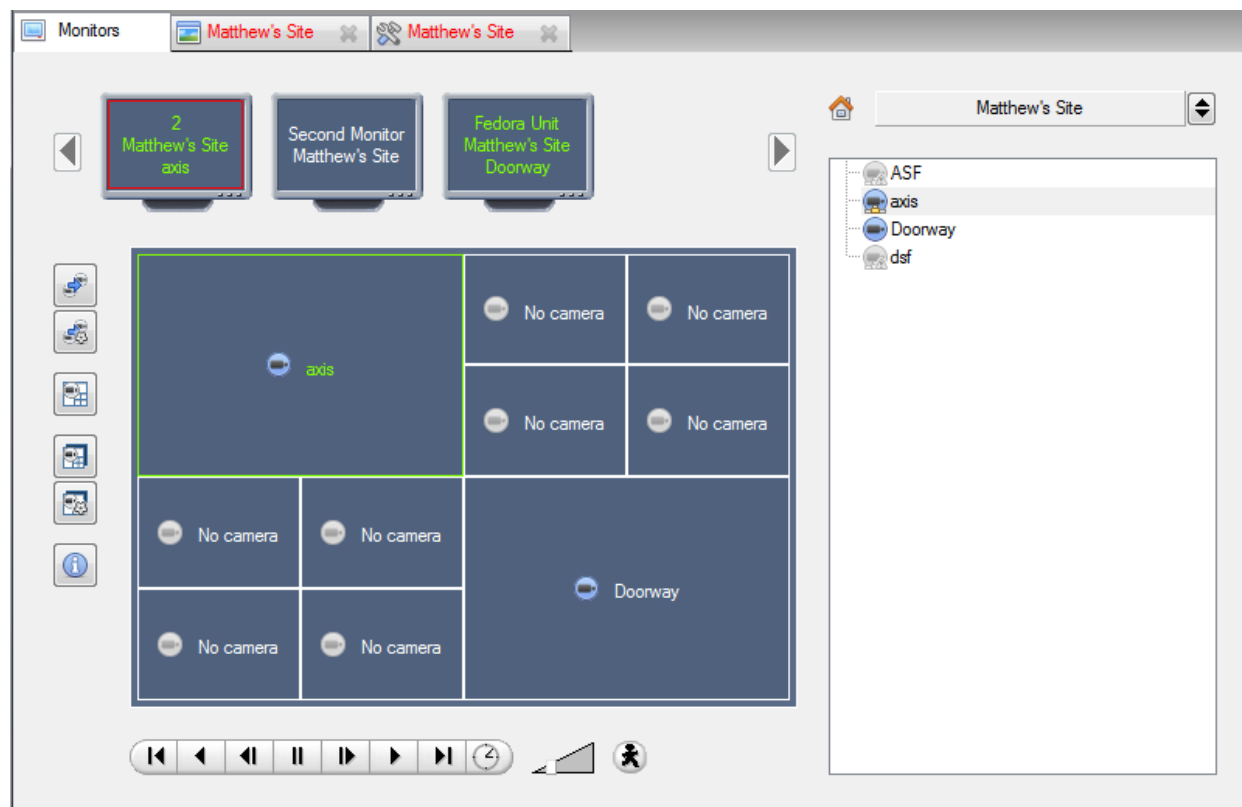 Monitors
Matthew's Site
Matthew's Site
2
Matthew's Site
axis
Second Monitor
Matthew's Site
Fedora Unit
Matthew's Site
Doorway
Matthew's Site
ASF
axis
Doorway
dsf
axis
No camera
No camera
No camera
No camera
No camera
No camera
No camera
No camera
Doorway